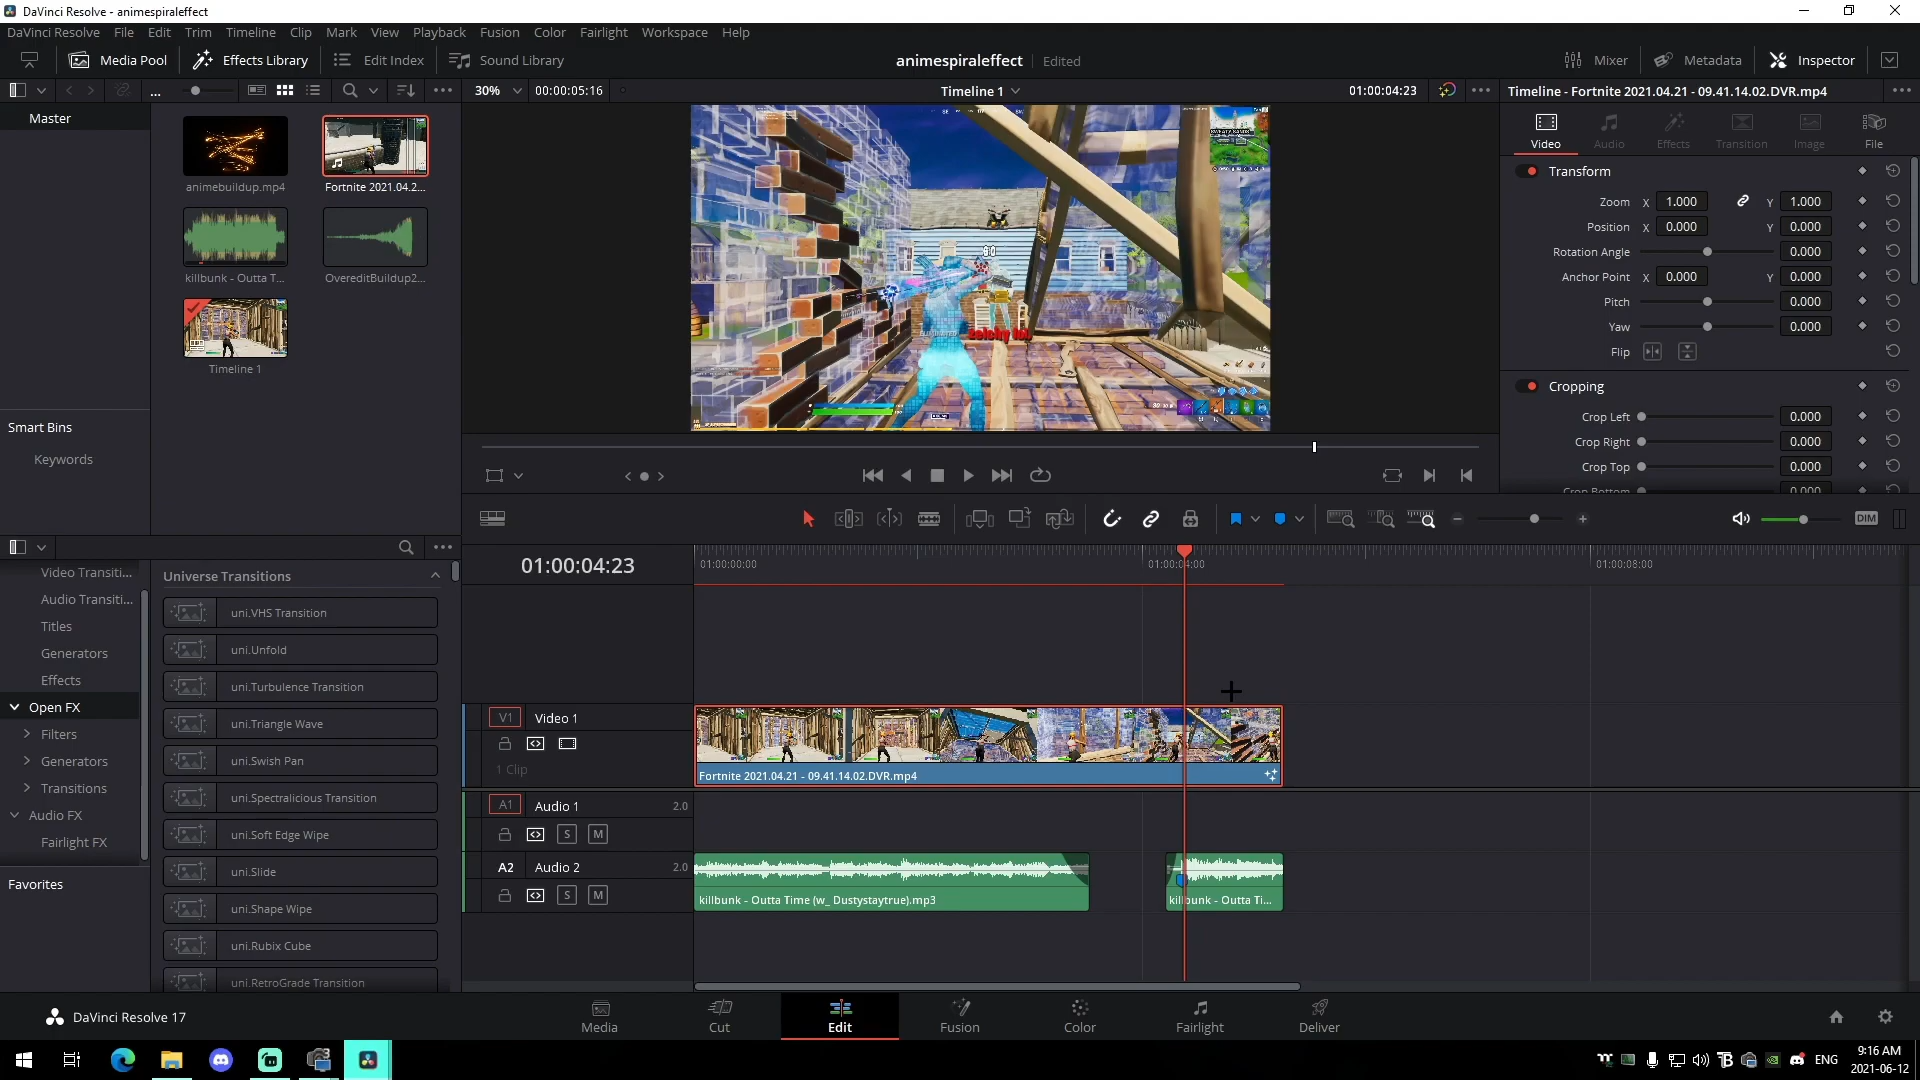 DaVinci Resolve - animespiraleffect
DaVinci Resolve File Edit Trim Timeline Clip Mark View Playback Fusion Color Fairlight Workspace Help
Media Pool Effects Library Edit Index Sound Library animespiraleffect Edited Mixer Metadata Inspector
... 30% 00:00:05:16 Timeline 1 01:00:04:23 Timeline - Fortnite 2021.04.21 - 09.41.14.02.DVR.mp4
Master
animebuildup.mp4 Fortnite 2021.04.2...
killbunk - Outta T... OvereditBuildup2...
Timeline 1
Smart Bins
Keywords
Video Audio Effects Transition Image File
Transform
Zoom X 1.000 Y 1.000
Position X 0.000 Y 0.000
Rotation Angle 0.000
Anchor Point X 0.000 Y 0.000
Pitch 0.000
Yaw 0.000
Flip
Cropping
Crop Left 0.000
Crop Right 0.000
Crop Top 0.000
Crop Bottom 0.000
DIM
Video Transiti...
Audio Transiti...
Titles
Generators
Effects
Open FX
Filters
Generators
Transitions
Audio FX
Fairlight FX
Favorites
Universe Transitions
uni.VHS Transition
uni.Unfold
uni.Turbulence Transition
uni.Triangle Wave
uni.Swish Pan
uni.Spectralicious Transition
uni.Soft Edge Wipe
uni.Slide
uni.Shape Wipe
uni.Rubix Cube
uni.RetroGrade Transition
01:00:04:23 01:00:00:00 01:00:04:00 01:00:08:00
V1 Video 1
1 Clip
Fortnite 2021.04.21 - 09.41.14.02.DVR.mp4
A1 Audio 1 2.0
S M
A2 Audio 2 2.0
S M
killbunk - Outta Time (w_ Dustystaytrue).mp3 killbunk - Outta Ti...
DaVinci Resolve 17 Media Cut Edit Fusion Color Fairlight Deliver
ENG 9:16 AM
2021-06-12